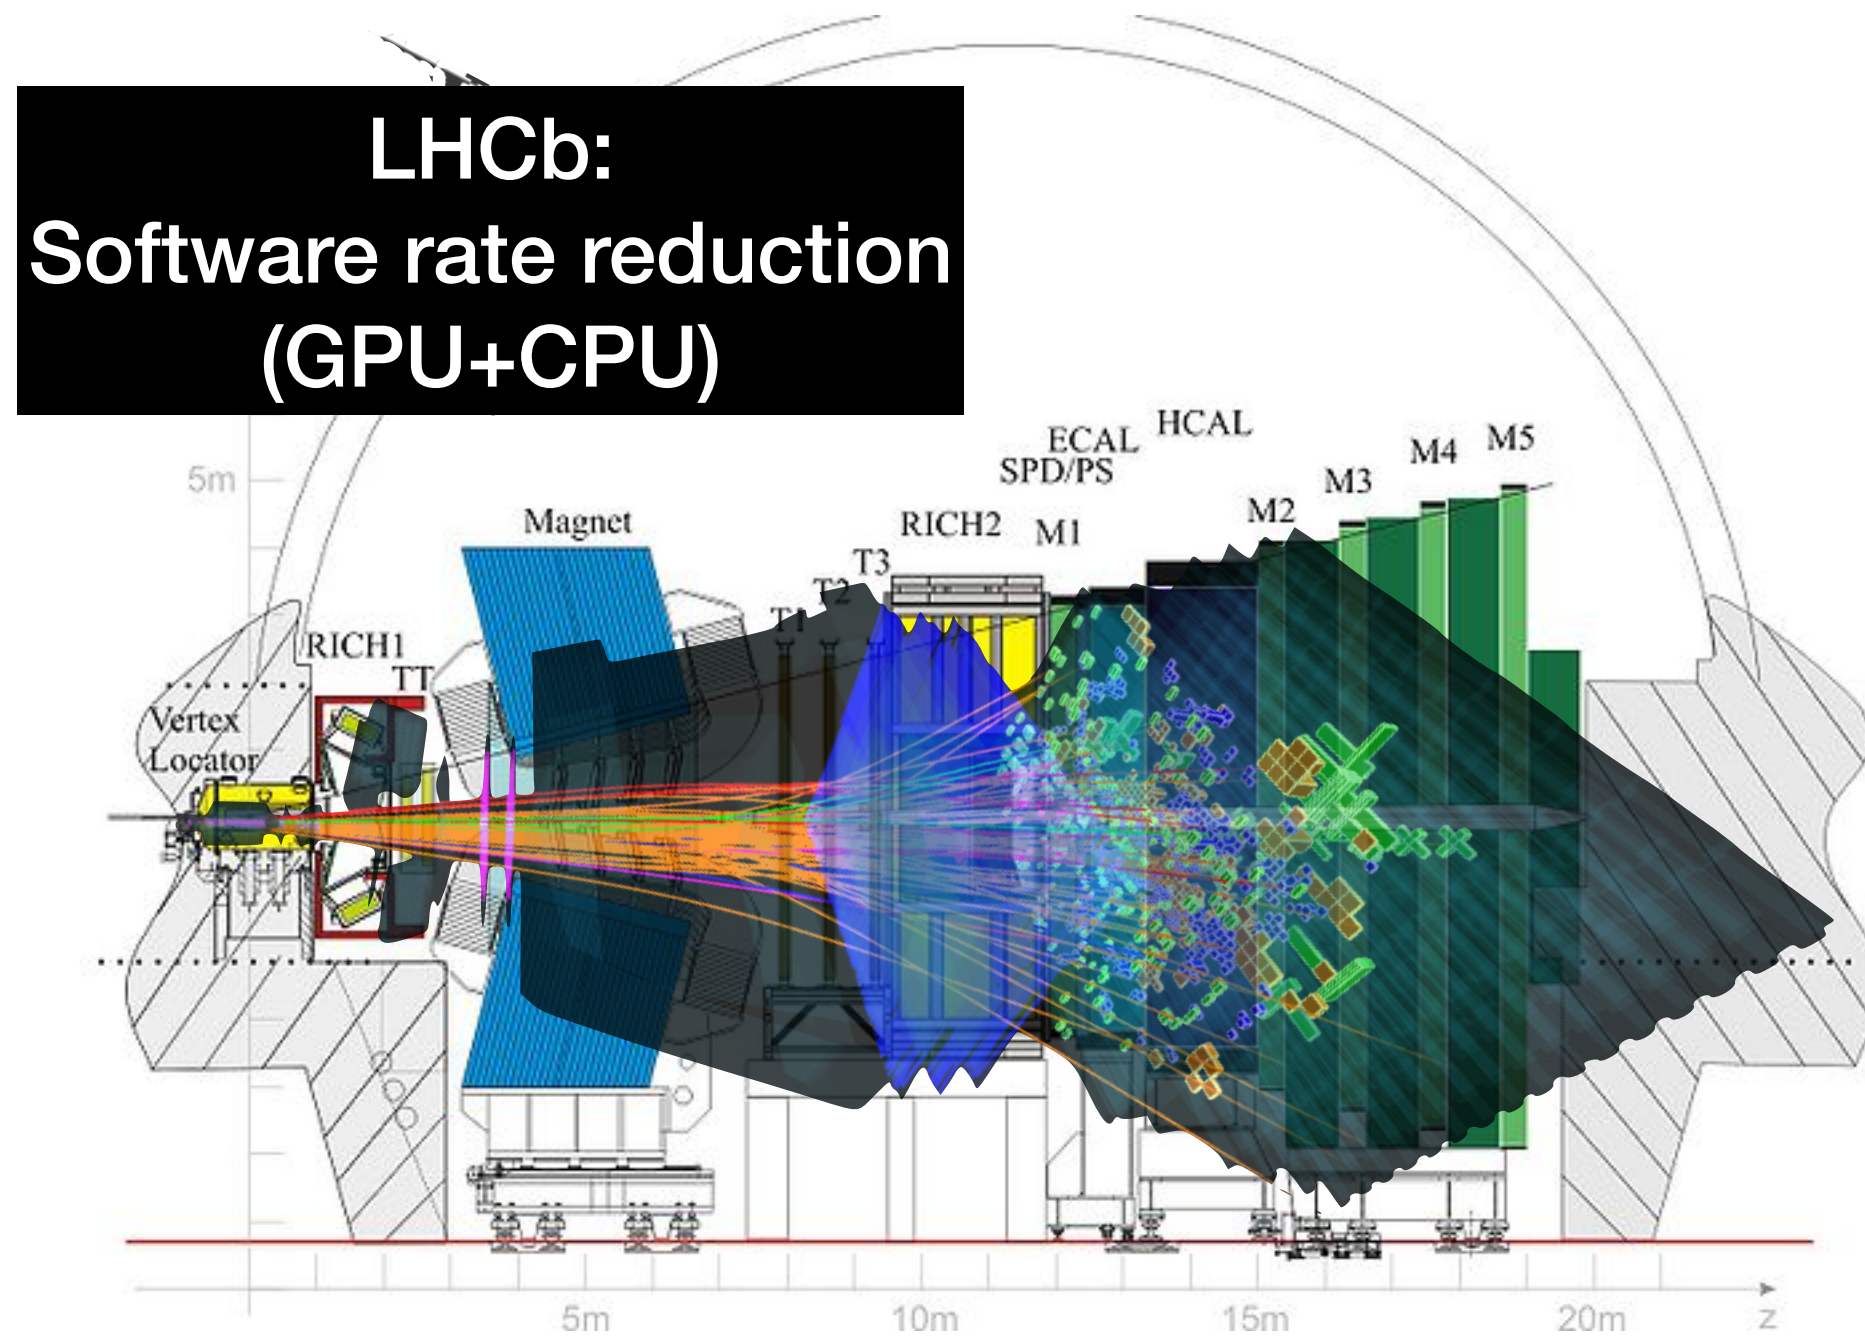 LHCb:
Software rate reduction
(GPU+CPU)
HCAL
ECAL
SPD/PS
M5
M4
M3
M2
5m
Magnet
RICH2
M1
T3
T2
T1
RICH1
TT
Vertex
Locator
5m
10m
15m
20m
z